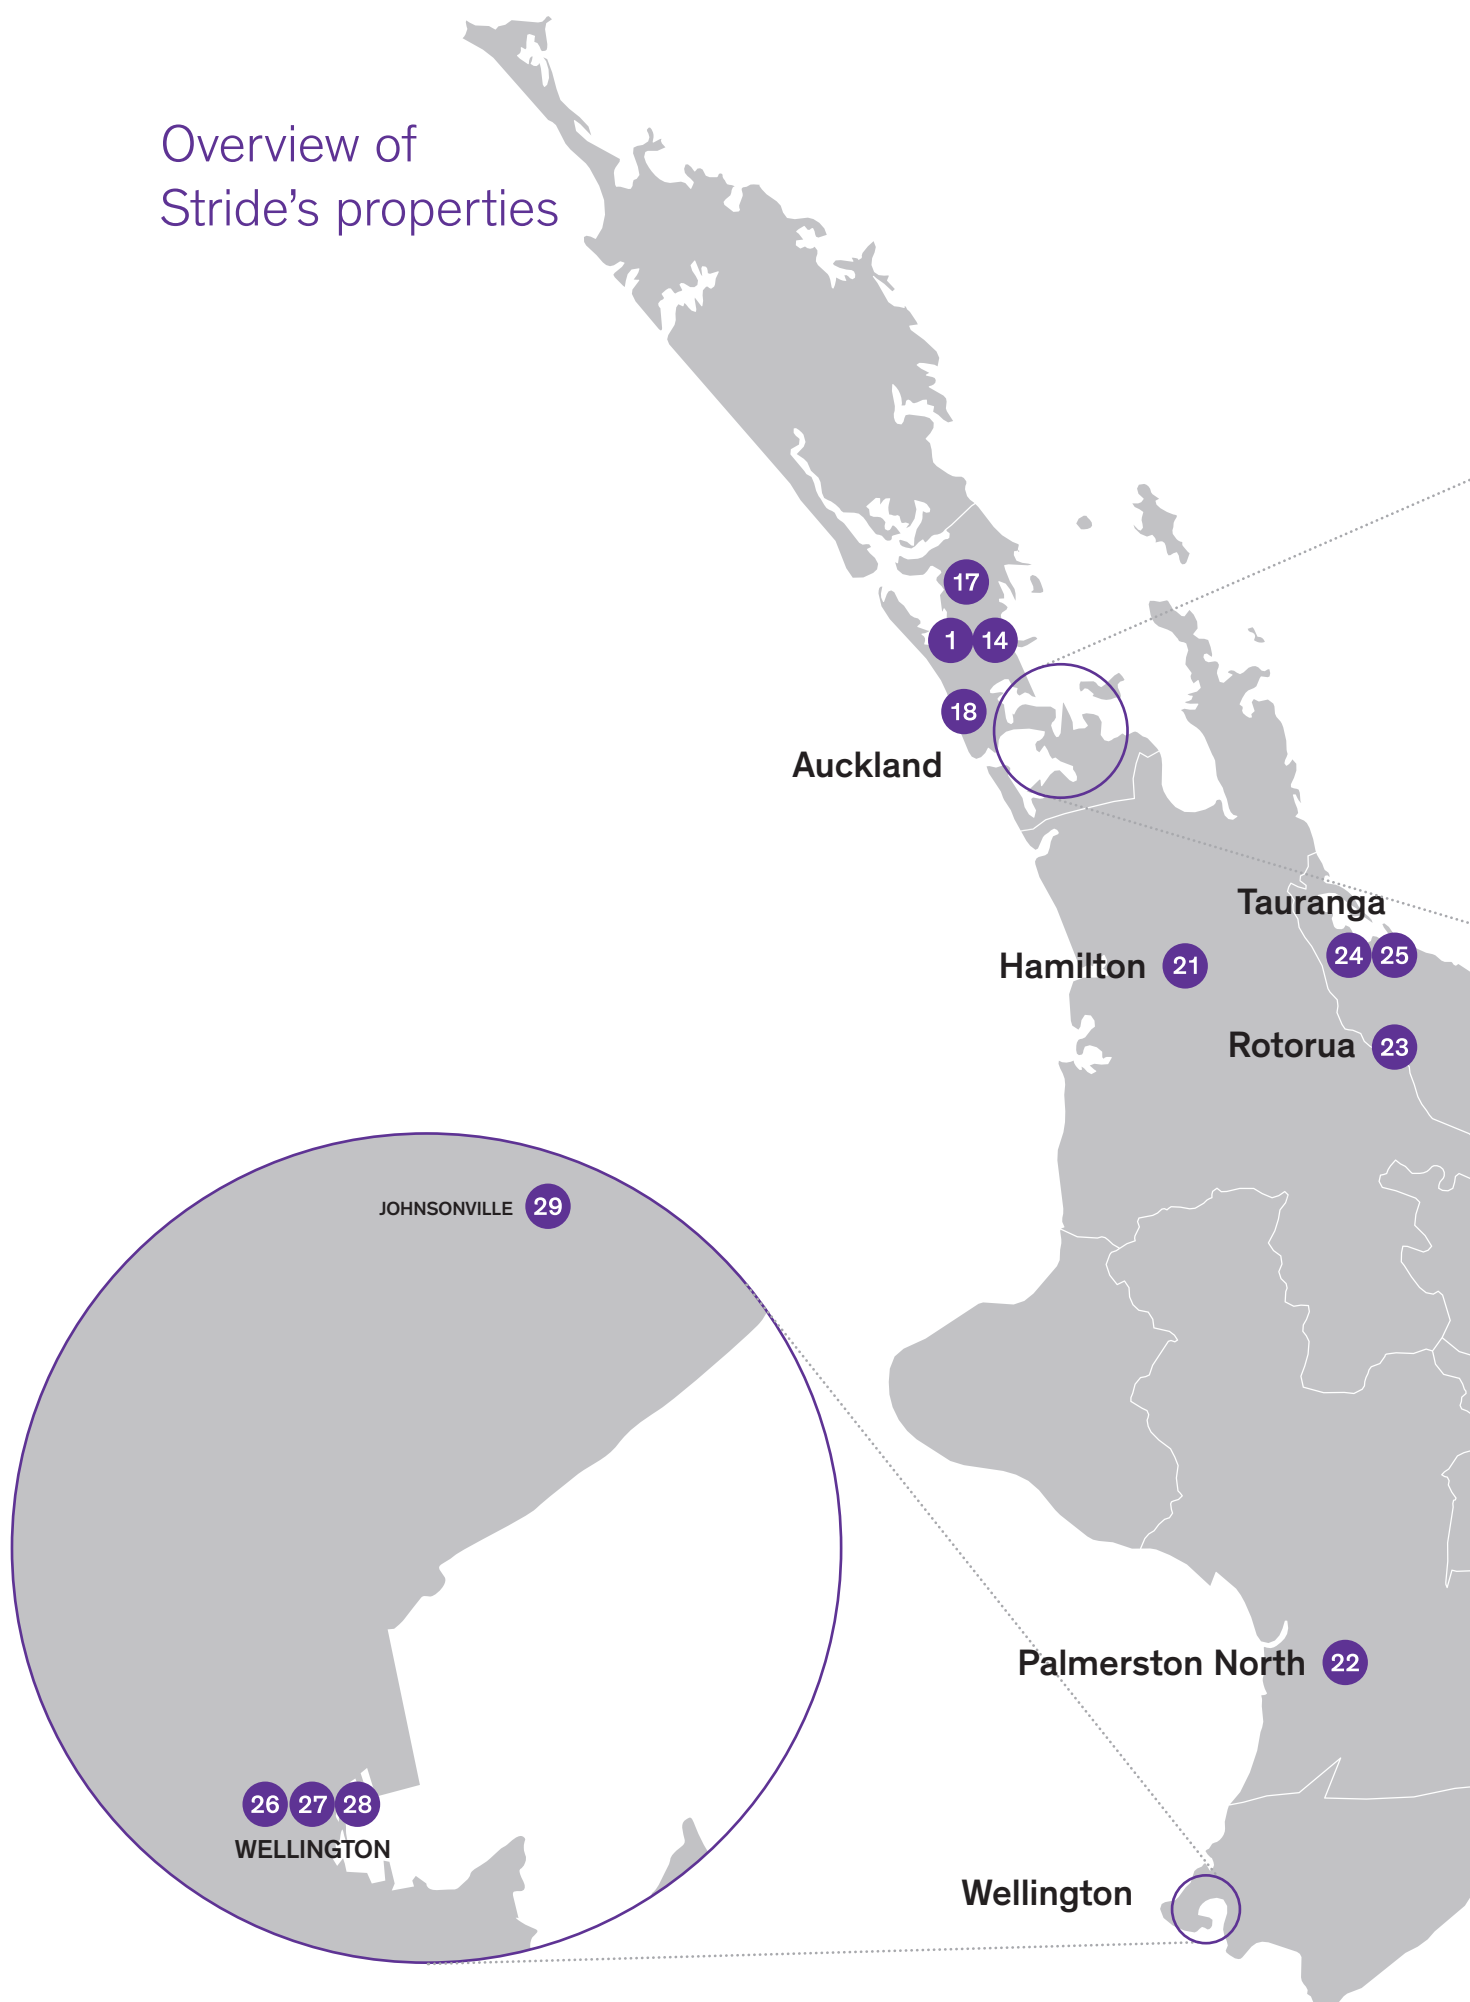 Overview of
Stride’s properties
17
1 14
18
Auckland
Tauranga
24 25
Hamilton 21
Rotorua 23
JOHNSONVILLE 29
Palmerston North 22
26 27 28
WELLINGTON
Wellington